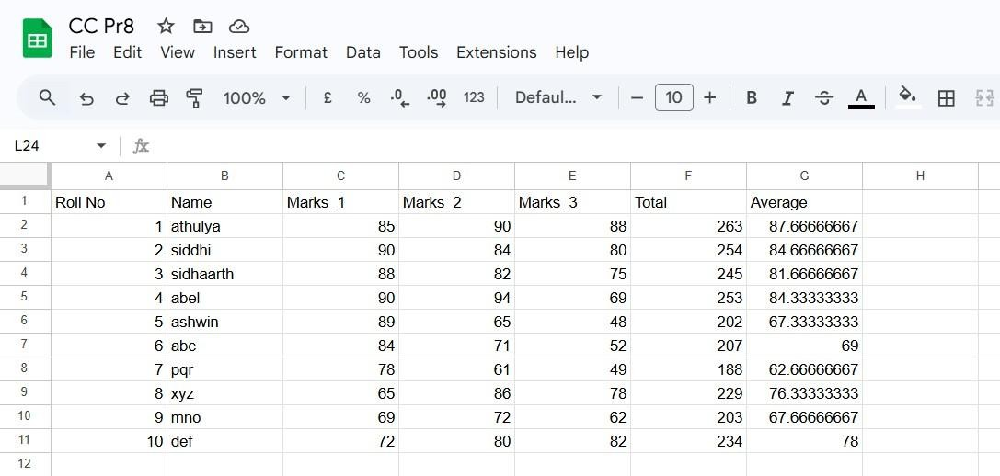 CC Pr8
File Edit View Insert Format Data Tools Extensions Help
100% £ % .0 .00 123 Defaul... − 10 + B I S A
L24 fx
A B C D E F G H
1 Roll No Name Marks_1 Marks_2 Marks_3 Total Average
2 1 athulya 85 90 88 263 87.66666667
3 2 siddhi 90 84 80 254 84.66666667
4 3 sidhaarth 88 82 75 245 81.66666667
5 4 abel 90 94 69 253 84.33333333
6 5 ashwin 89 65 48 202 67.33333333
7 6 abc 84 71 52 207 69
8 7 pqr 78 61 49 188 62.66666667
9 8 xyz 65 86 78 229 76.33333333
10 9 mno 69 72 62 203 67.66666667
11 10 def 72 80 82 234 78
12